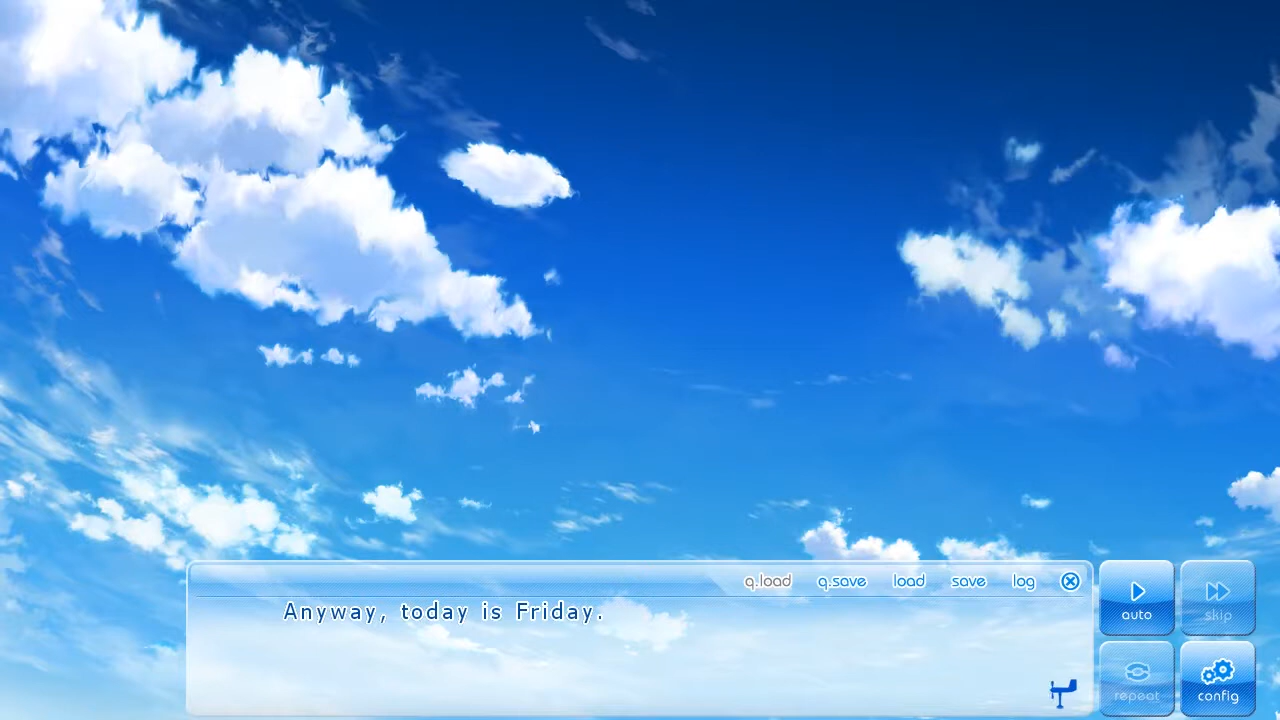 q.load q.save load save log
Anyway, today is Friday.
auto skip
repeat config